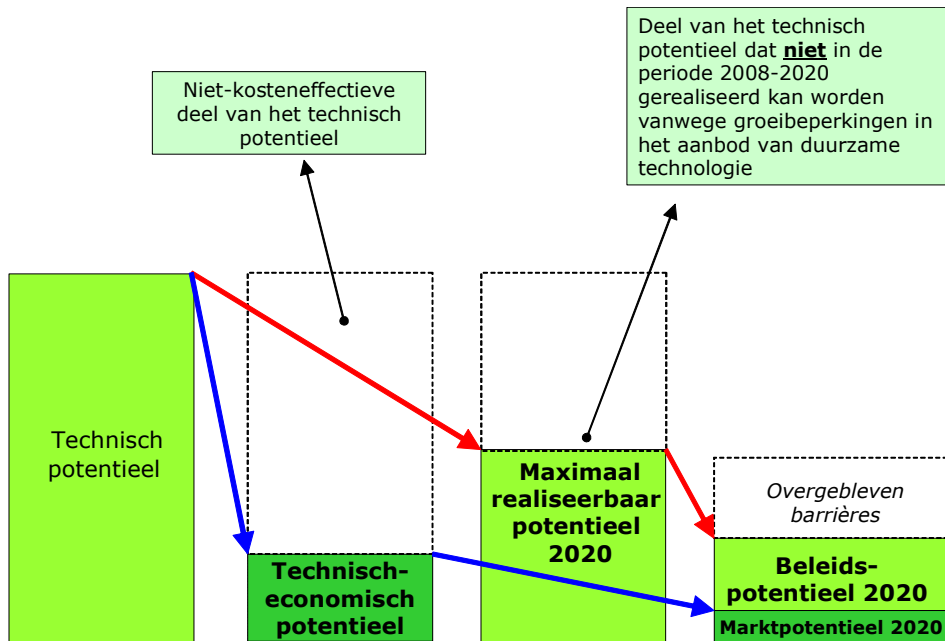 Deel van het technisch
potentieel dat niet in de
periode 2008-2020
gerealiseerd kan worden
vanwege groeibeperkingen in
het aanbod van duurzame
technologie
Niet-kosteneffectieve
deel van het technisch
potentieel
Technisch
potentieel
Technisch-
economisch
potentieel
Maximaal
realiseerbaar
potentieel
2020
Overgebleven
barrières
Beleids-
potentieel 2020
Marktpotentieel 2020